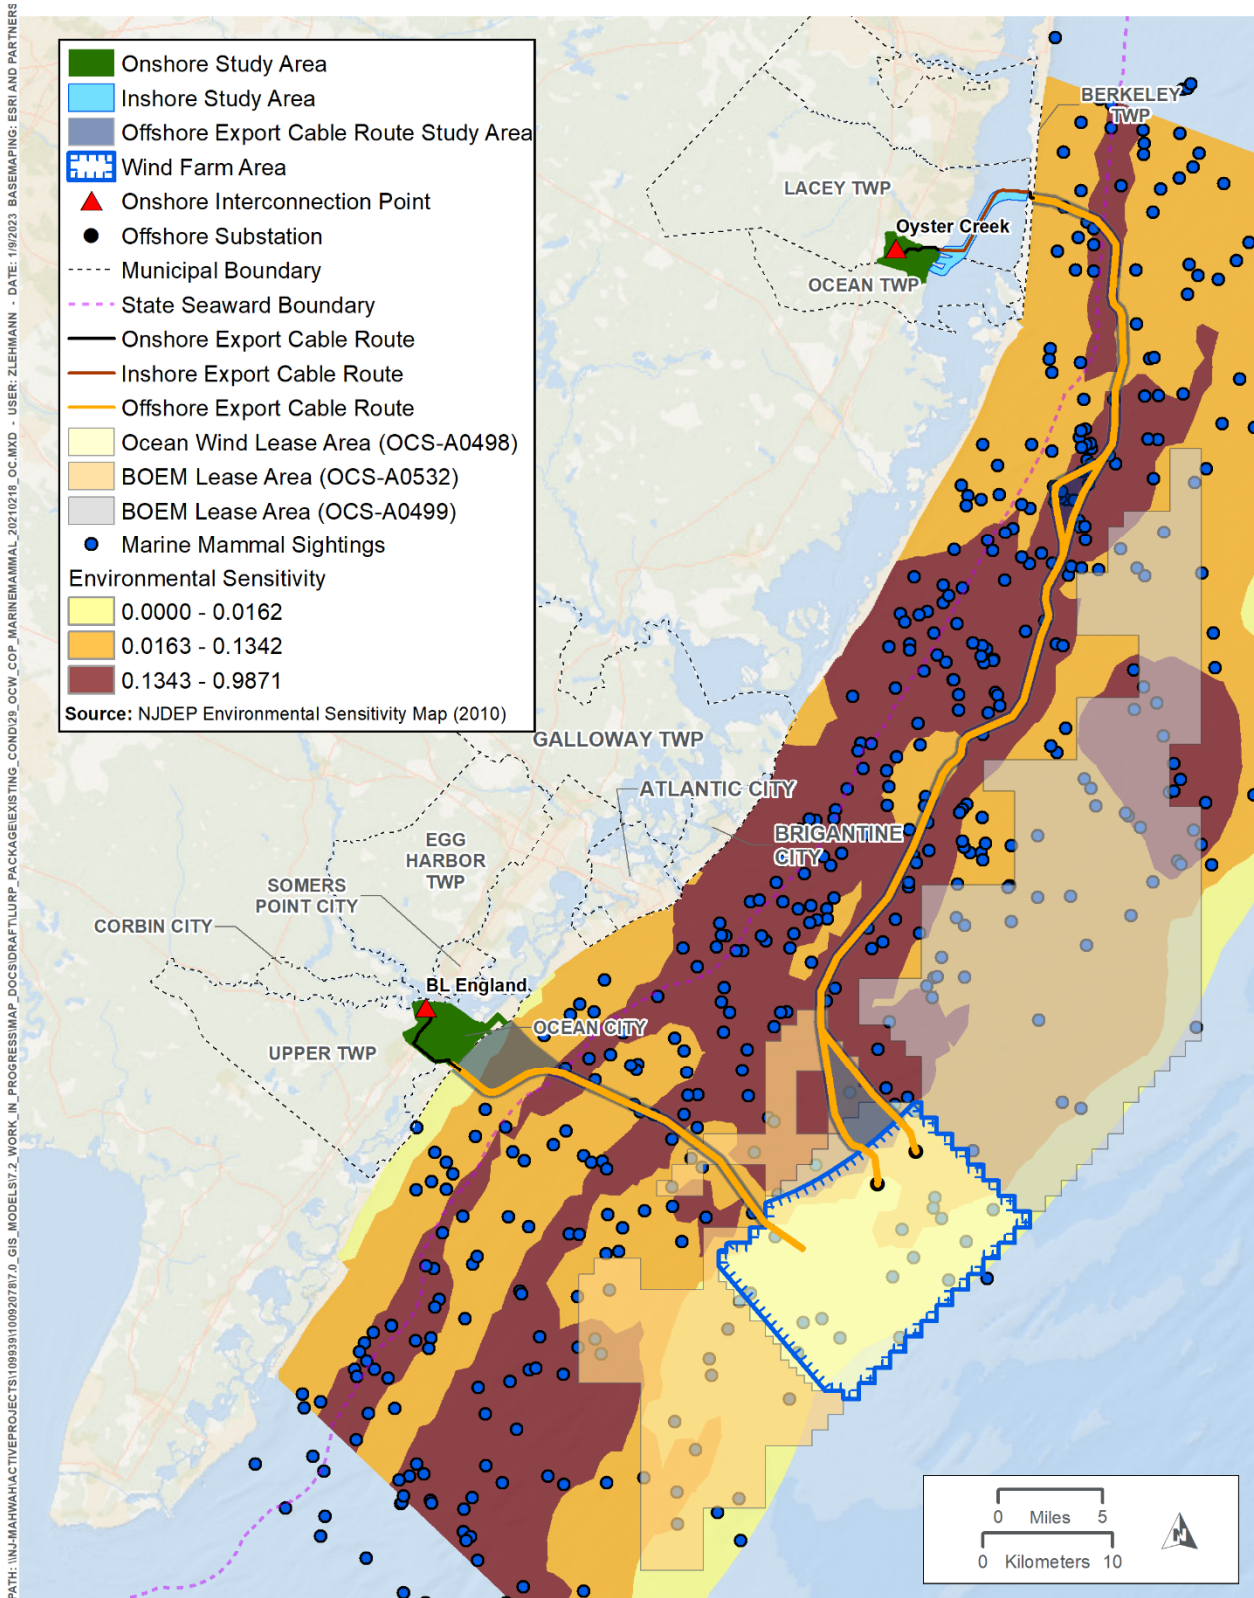 PATH: \\NJ-MAHWAH\ACTIVEPROJECTS\109939\10092078\7.0_GIS_MODELS\7.2_WORK_IN_PROGRESS\MAP_DOCS\DRAFT\LURP_PACKAGE\EXISTING_COND\29_OCW_COP_MARINEMAMMAL_20210218_OC.MXD - USER: ZLEHMANN - DATE: 1/9/2023 BASEMAPING: ESRI AND PARTNERS
Onshore Study Area
Inshore Study Area
Offshore Export Cable Route Study Area
Wind Farm Area
Onshore Interconnection Point
Offshore Substation
Municipal Boundary
State Seaward Boundary
Onshore Export Cable Route
Inshore Export Cable Route
Offshore Export Cable Route
Ocean Wind Lease Area (OCS-A0498)
BOEM Lease Area (OCS-A0532)
BOEM Lease Area (OCS-A0499)
Marine Mammal Sightings
Environmental Sensitivity
0.0000 - 0.0162
0.0163 - 0.1342
0.1343 - 0.9871
Source: NJDEP Environmental Sensitivity Map (2010)
BERKELEY
TWP
LACEY TWP
Oyster Creek
OCEAN TWP
GALLOWAY TWP
ATLANTIC CITY
BRIGANTINE
CITY
EGG
HARBOR
TWP
SOMERS
POINT CITY
CORBIN CITY
BL England
OCEAN CITY
UPPER TWP
0 Miles 5
0 Kilometers 10
N